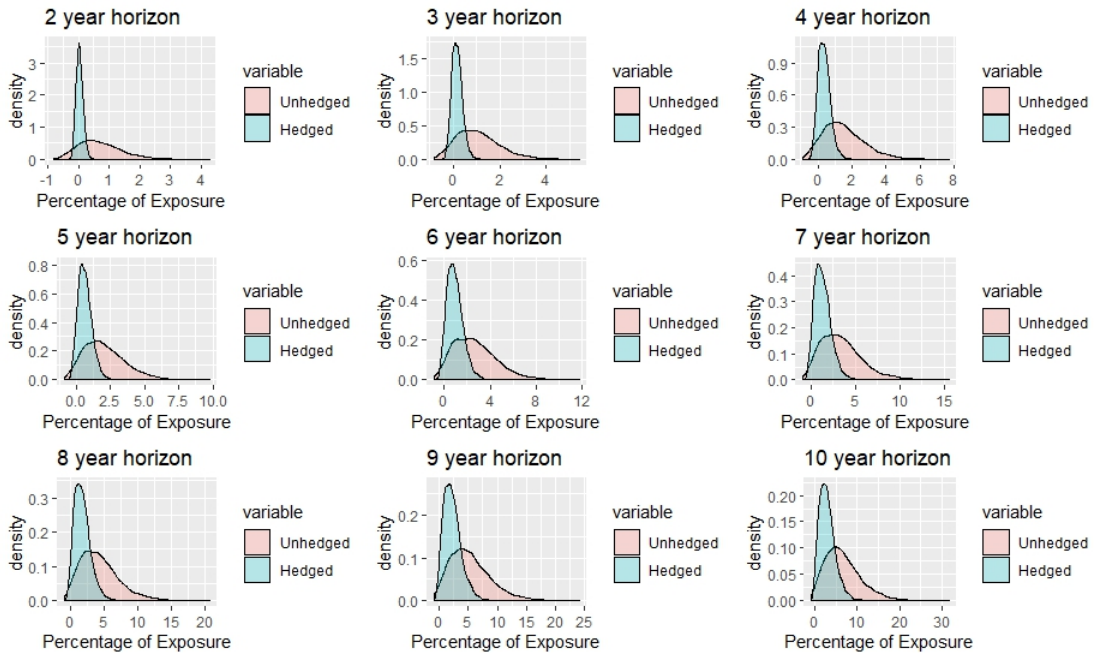 2 year horizon
3
2
1
0
density
-1 0 1 2 3 4
Percentage of Exposure
variable
Unhedged
Hedged
3 year horizon
1.5
1.0
0.5
0.0
density
0 2 4
Percentage of Exposure
variable
Unhedged
Hedged
4 year horizon
0.9
0.6
0.3
0.0
density
0 2 4 6 8
Percentage of Exposure
variable
Unhedged
Hedged
5 year horizon
0.8
0.6
0.4
0.2
0.0
density
0.0 2.5 5.0 7.5 10.0
Percentage of Exposure
variable
Unhedged
Hedged
6 year horizon
0.6
0.4
0.2
0.0
density
0 4 8 12
Percentage of Exposure
variable
Unhedged
Hedged
7 year horizon
0.4
0.3
0.2
0.1
0.0
density
0 5 10 15
Percentage of Exposure
variable
Unhedged
Hedged
8 year horizon
0.3
0.2
0.1
0.0
density
0 5 10 15 20
Percentage of Exposure
variable
Unhedged
Hedged
9 year horizon
0.2
0.1
0.0
density
0 5 10 15 20 25
Percentage of Exposure
variable
Unhedged
Hedged
10 year horizon
0.20
0.15
0.10
0.05
0.00
density
0 10 20 30
Percentage of Exposure
variable
Unhedged
Hedged